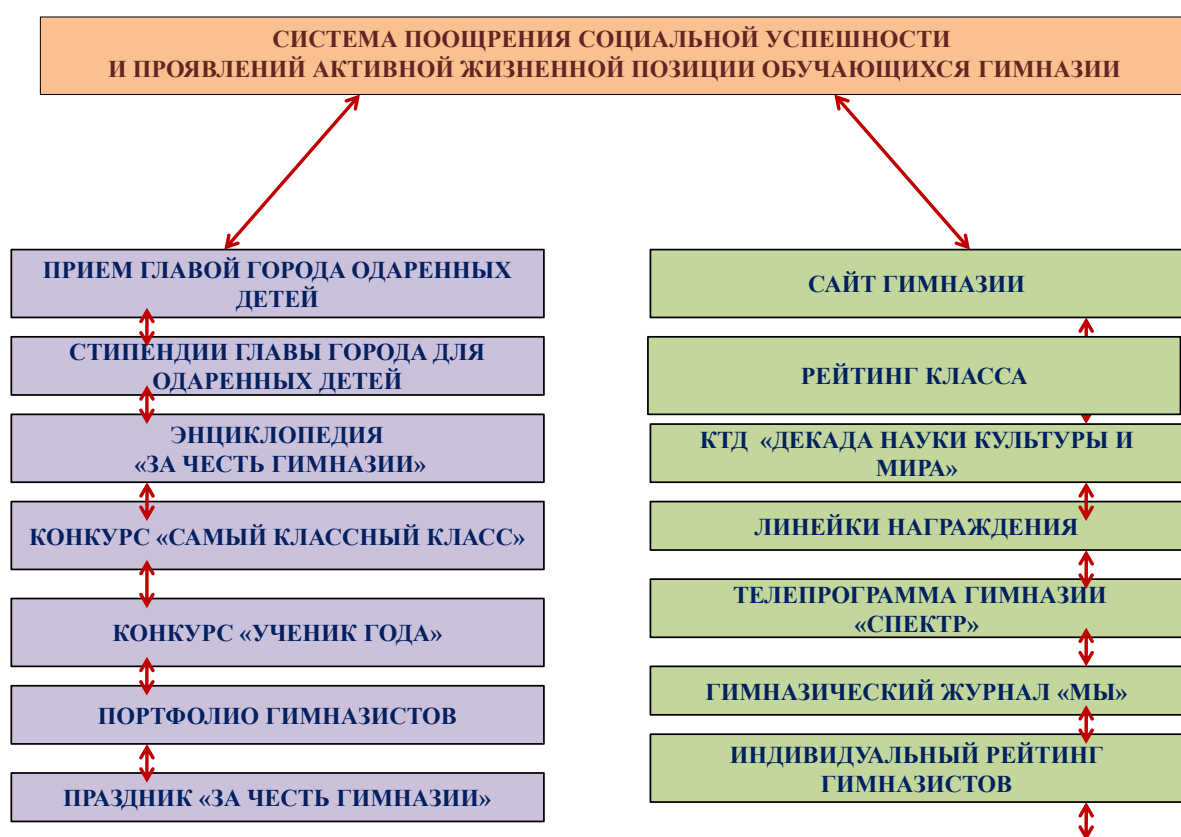 СИСТЕМА ПООЩРЕНИЯ СОЦИАЛЬНОЙ УСПЕШНОСТИ
И ПРОЯВЛЕНИЙ АКТИВНОЙ ЖИЗНЕННОЙ ПОЗИЦИИ ОБУЧАЮЩИХСЯ ГИМНАЗИИ
ПРИЕМ ГЛАВОЙ ГОРОДА ОДАРЕННЫХ
ДЕТЕЙ
СТИПЕНДИИ ГЛАВЫ ГОРОДА ДЛЯ
ОДАРЕННЫХ ДЕТЕЙ
ЭНЦИКЛОПЕДИЯ
«ЗА ЧЕСТЬ ГИМНАЗИИ»
КОНКУРС «САМЫЙ КЛАССНЫЙ КЛАСС»
КОНКУРС «УЧЕНИК ГОДА»
ПОРТФОЛИО ГИМНАЗИСТОВ
ПРАЗДНИК «ЗА ЧЕСТЬ ГИМНАЗИИ»
САЙТ ГИМНАЗИИ
РЕЙТИНГ КЛАССА
КТД «ДЕКАДА НАУКИ КУЛЬТУРЫ И
МИРА»
ЛИНЕЙКИ НАГРАЖДЕНИЯ
ТЕЛЕПРОГРАММА ГИМНАЗИИ
«СПЕКТР»
ГИМНАЗИЧЕСКИЙ ЖУРНАЛ «МЫ»
ИНДИВИДУАЛЬНЫЙ РЕЙТИНГ
ГИМНАЗИСТОВ